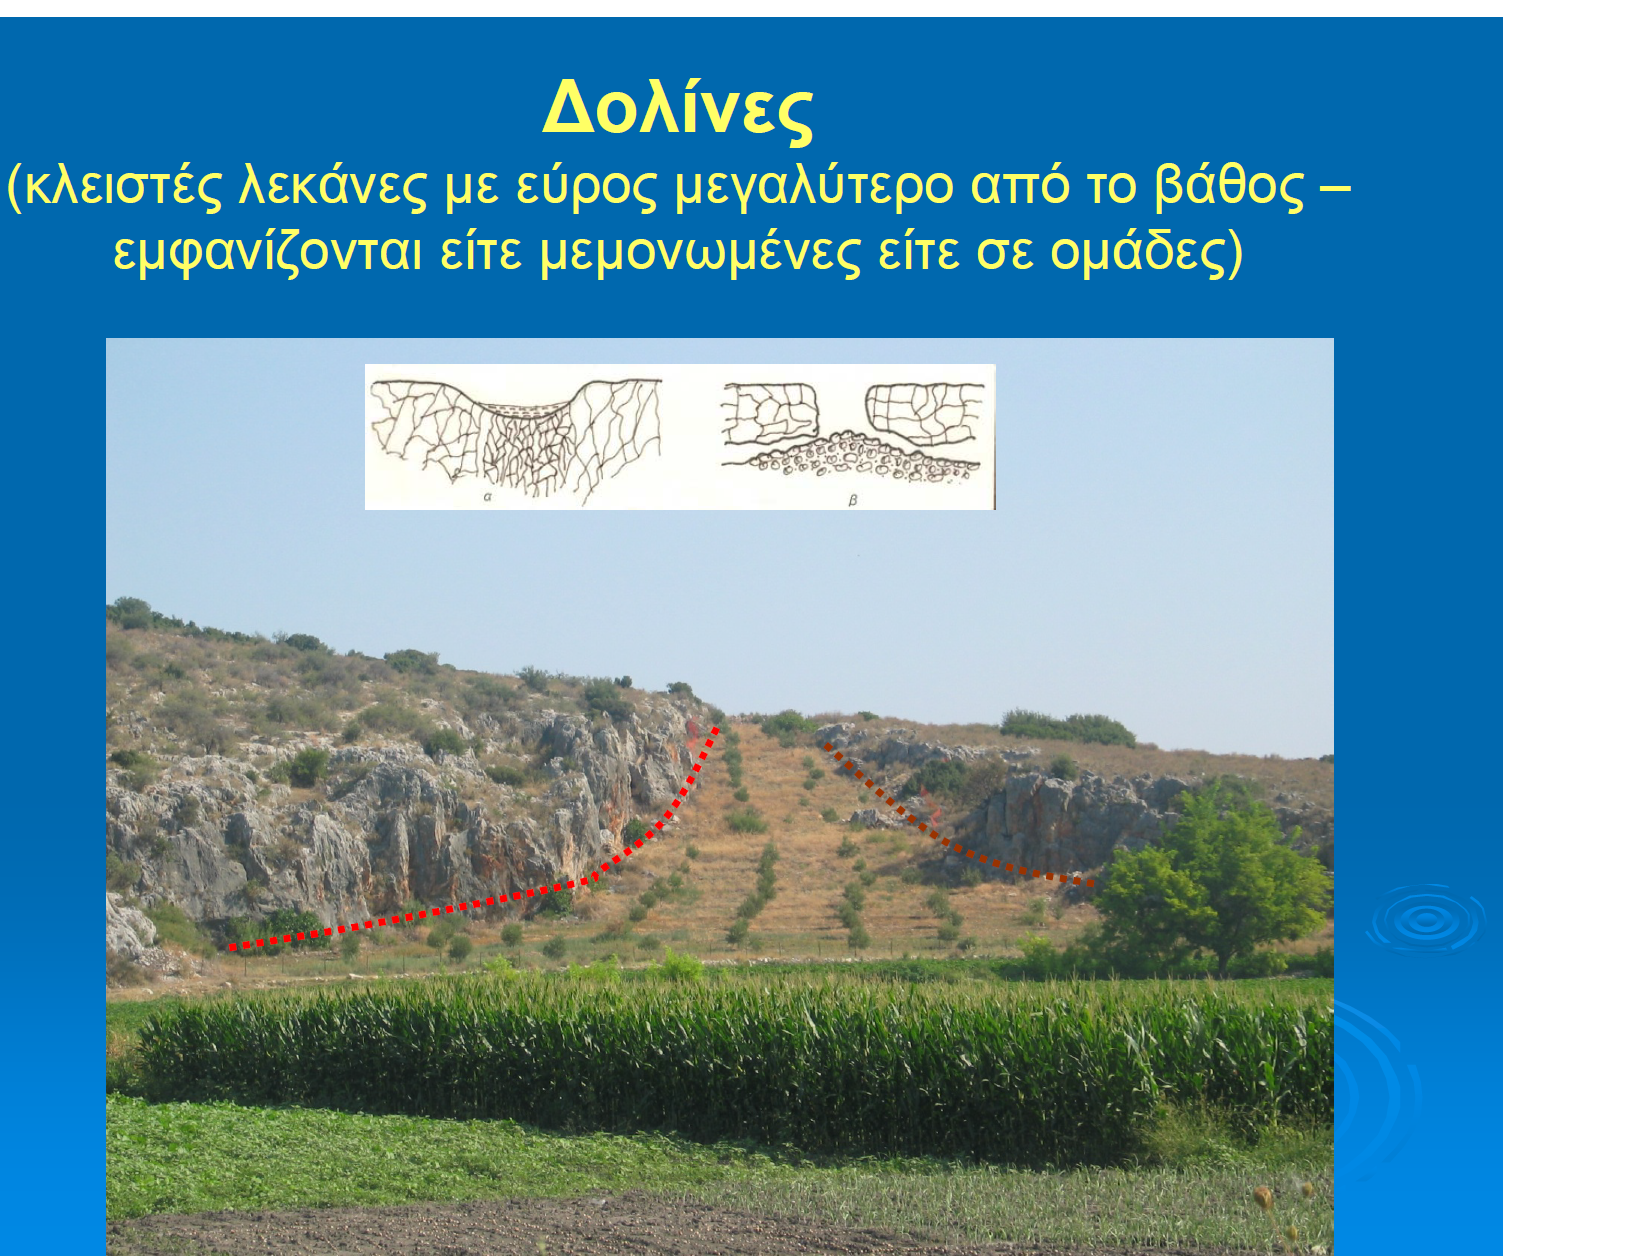 Δολίνες
(κλειστές λεκάνες με εύρος μεγαλύτερο από το βάθος –
εμφανίζονται είτε μεμονωμένες είτε σε ομάδες)
α
β